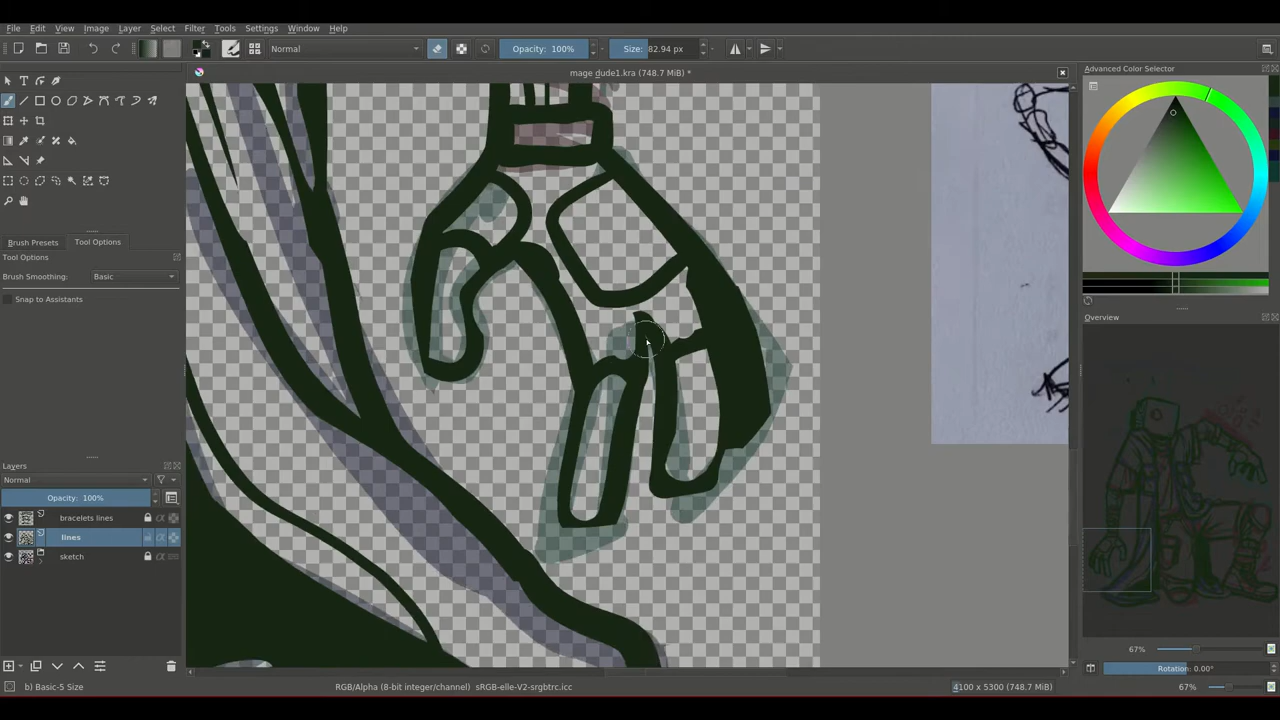 File Edit View Image Layer Select Filter Tools Settings Window Help
Normal Opacity: 100% Size: 82.94 px
mage dude1.kra (748.7 MiB) *
Advanced Color Selector
Brush Presets Tool Options
Tool Options
Brush Smoothing: Basic
Snap to Assistants
Overview
Layers
Normal
Opacity: 100%
bracelets lines
lines
sketch
67%
Rotation: 0.00°
b) Basic-5 Size RGB/Alpha (8-bit integer/channel) sRGB-elle-V2-srgbtrc.icc 4100 x 5300 (748.7 MiB) 67%